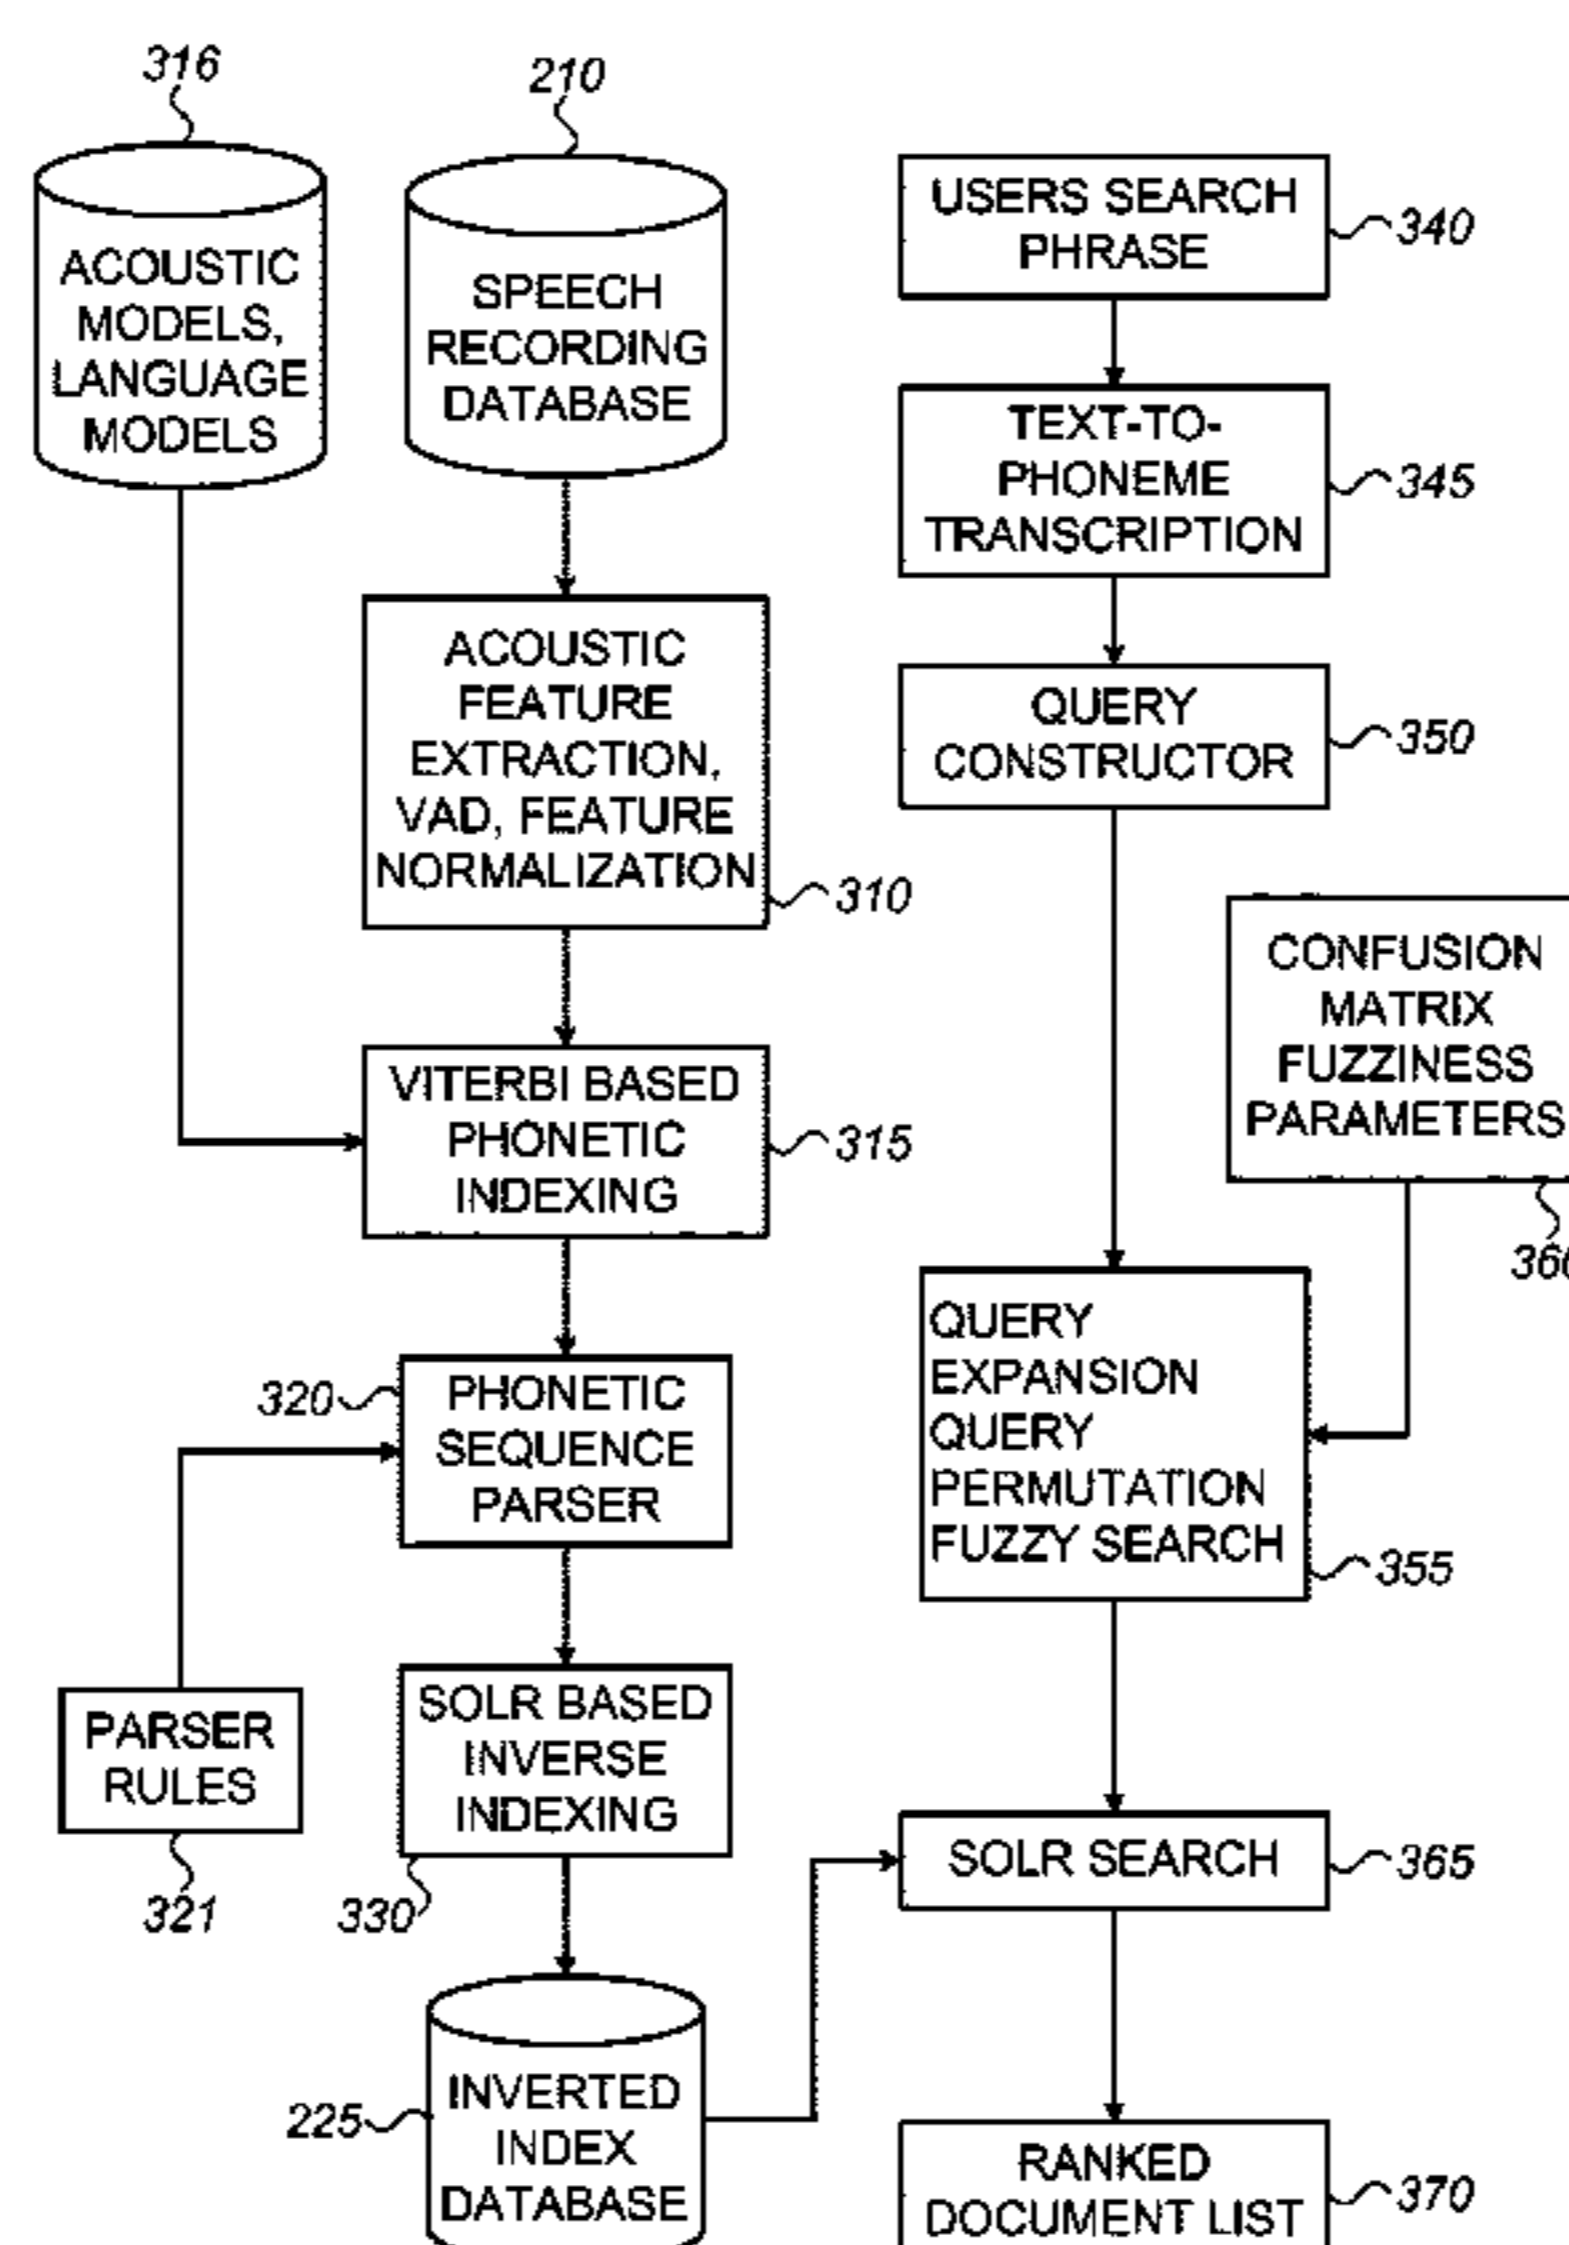 316
ACOUSTIC
MODELS,
LANGUAGE
MODELS
210
SPEECH
RECORDING
DATABASE
ACOUSTIC
FEATURE
EXTRACTION,
VAD, FEATURE
NORMALIZATION
310
VITERBI BASED
PHONETIC
INDEXING
315
320
PHONETIC
SEQUENCE
PARSER
PARSER
RULES
321
SOLR BASED
INVERSE
INDEXING
330
225
INVERTED
INDEX
DATABASE
USERS SEARCH
PHRASE
340
TEXT-TO-
PHONEME
TRANSCRIPTION
345
QUERY
CONSTRUCTOR
350
CONFUSION
MATRIX
FUZZINESS
PARAMETERS
QUERY
EXPANSION
QUERY
PERMUTATION
FUZZY SEARCH
355
SOLR SEARCH
365
RANKED
DOCUMENT LIST
370